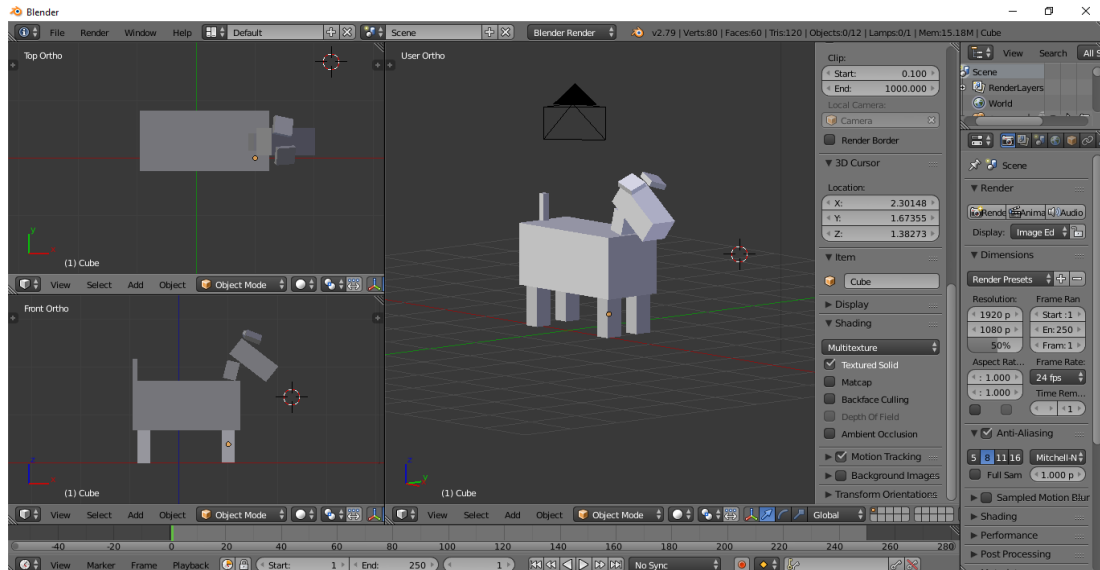 Blender
File Render Window Help Default Scene Blender Render v2.79 | Verts:80 | Faces:60 | Tris:120 | Objects:0/12 | Lamps:0/1 | Mem:15.18M | Cube
Top Ortho
(1) Cube
View Select Add Object Object Mode
Front Ortho
(1) Cube
View Select Add Object Object Mode
User Ortho
(1) Cube
View Select Add Object Object Mode Global
Clip:
Start: 0.100
End: 1000.000
Local Camera:
Camera
Render Border
3D Cursor
Location:
X: 2.30148
Y: 1.67355
Z: 1.38273
Item
Cube
Display
Shading
Multitexture
Textured Solid
Matcap
Backface Culling
Depth Of Field
Ambient Occlusion
Motion Tracking
Background Images
Transform Orientations
View Search All S
Scene
RenderLayers
World
Scene
Render
Rende Anima Audio
Display: Image Ed
Dimensions
Render Presets
Resolution: Frame Ran
1920 p Start :1
1080 p En: 250
50% Fram: 1
Aspect Rat... Frame Rate:
: 1.000 24 fps
: 1.000 Time Rem...
1
Anti-Aliasing
5 8 11 16 Mitchell-N
Full Sam 1.000 p
Sampled Motion Blur
Shading
Performance
Post Processing
-40 -20 0 20 40 60 80 100 120 140 160 180 200 220 240 260 280
View Marker Frame Playback Start: 1 End: 250 1 No Sync